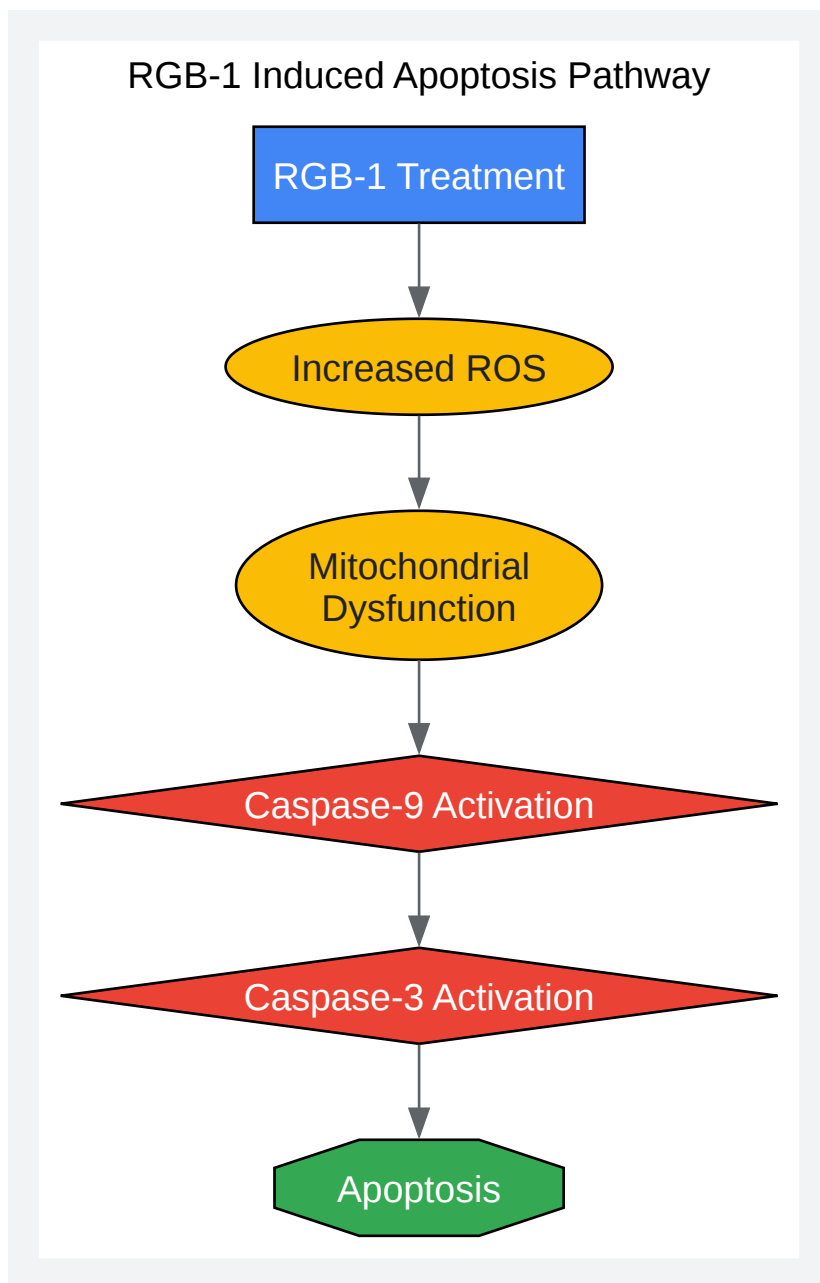 RGB-1 Induced Apoptosis Pathway
RGB-1 Treatment
Increased ROS
Mitochondrial
Dysfunction
Caspase-9 Activation
Caspase-3 Activation
Apoptosis